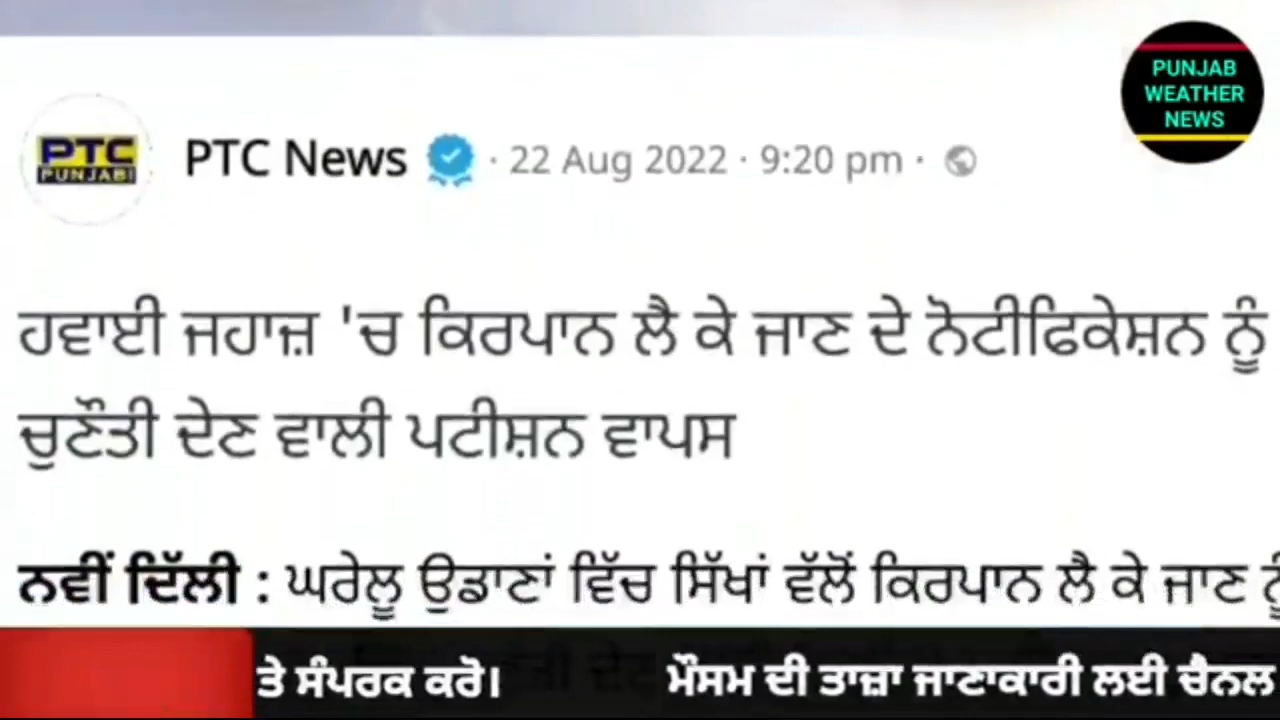 PUNJAB
WEATHER
NEWS
PTC
PUNJABI
PTC News · 22 Aug 2022 · 9:20 pm ·
ਹਵਾਈ ਜਹਾਜ਼ 'ਚ ਕਿਰਪਾਨ ਲੈ ਕੇ ਜਾਣ ਦੇ ਨੋਟੀਫਿਕੇਸ਼ਨ ਨੂੰ
ਚੁਣੌਤੀ ਦੇਣ ਵਾਲੀ ਪਟੀਸ਼ਨ ਵਾਪਸ
ਨਵੀਂ ਦਿੱਲੀ : ਘਰੇਲੂ ਉਡਾਣਾਂ ਵਿੱਚ ਸਿੱਖਾਂ ਵੱਲੋਂ ਕਿਰਪਾਨ ਲੈ ਕੇ ਜਾਣ
ਤੇ ਸੰਪਰਕ ਕਰੋ। ਮੌਸਮ ਦੀ ਤਾਜ਼ਾ ਜਾਣਾਕਾਰੀ ਲਈ ਚੈਨਲ